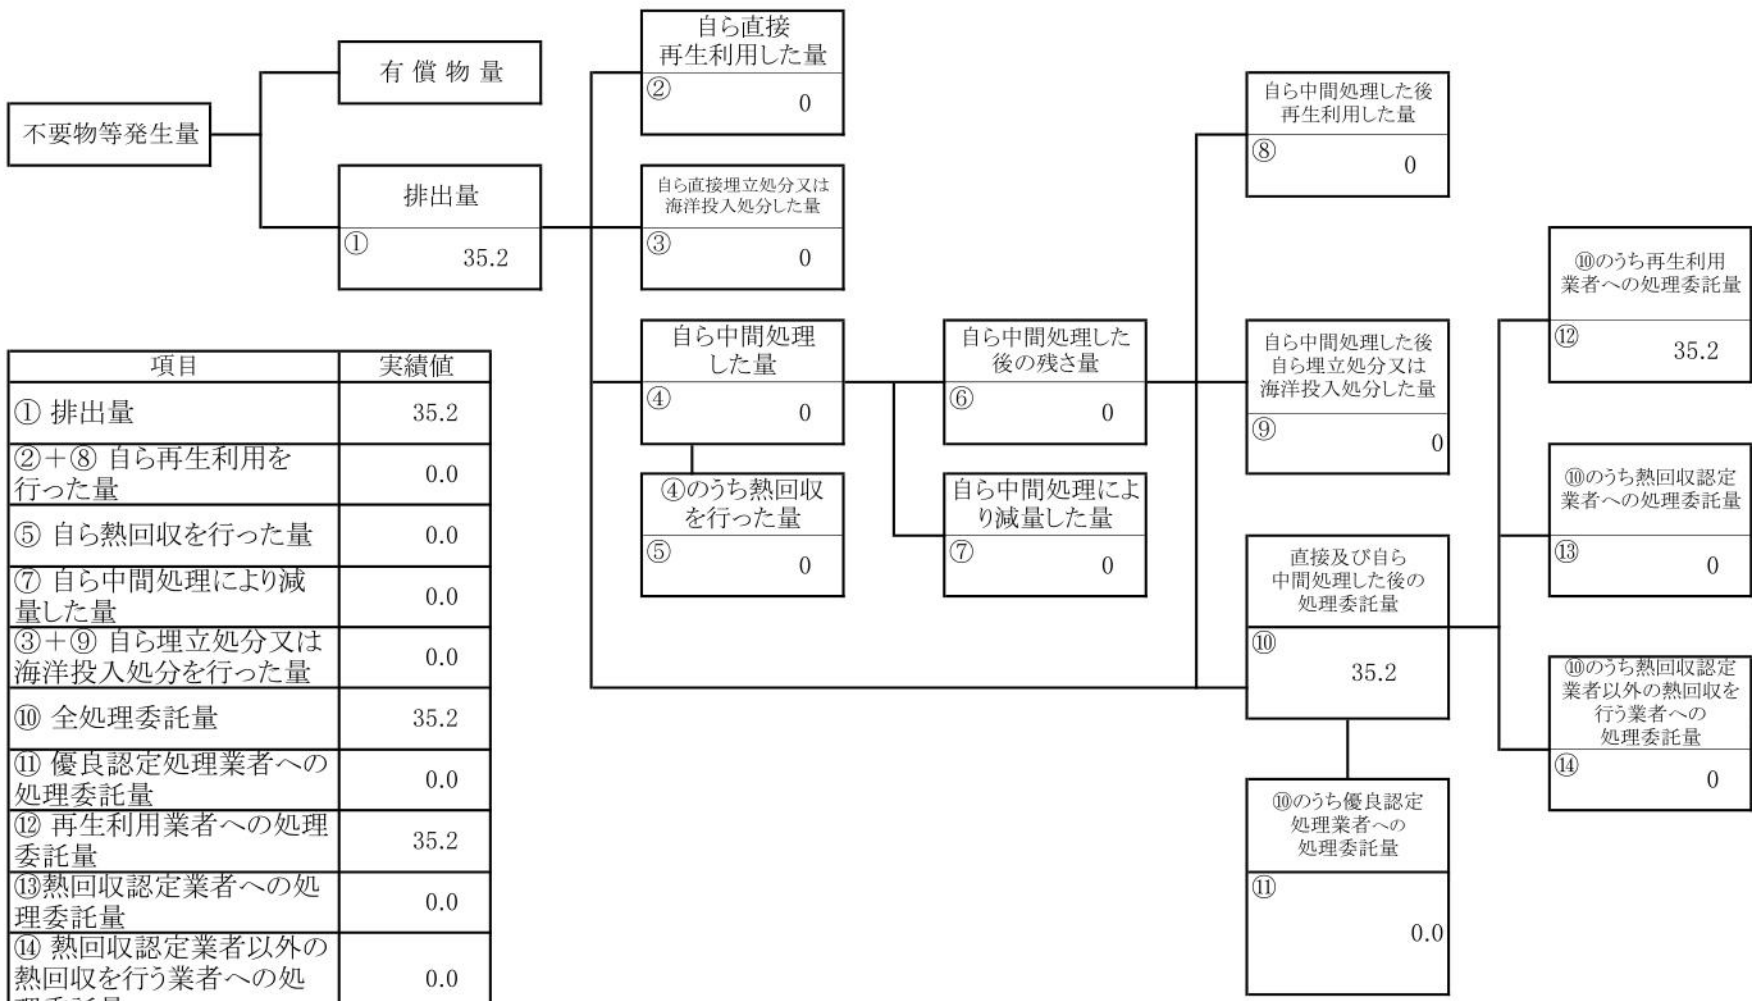 自ら直接
再生利用した量
②
0
有 償 物 量
自ら中間処理した後
再生利用した量
⑧
0
不要物等発生量
排出量
①
35.2
自ら直接埋立処分又は
海洋投入処分した量
③
0
⑩のうち再生利用
業者への処理委託量
⑫
35.2
自ら中間処理
した量
④
0
自ら中間処理した
後の残さ量
⑥
0
自ら中間処理した後
自ら埋立処分又は
海洋投入処分した量
⑨
0
④のうち熱回収
を行った量
⑤
0
自ら中間処理によ
り減量した量
⑦
0
⑩のうち熱回収認定
業者への処理委託量
⑬
0
直接及び自ら
中間処理した後の
処理委託量
⑩
35.2
⑩のうち熱回収認定
業者以外の熱回収を
行う業者への
処理委託量
⑭
0
⑩のうち優良認定
処理業者への
処理委託量
⑪
0.0
項目 実績値
① 排出量 35.2
②+⑧ 自ら再生利用を
行った量 0.0
⑤ 自ら熱回収を行った量 0.0
⑦ 自ら中間処理により減
量した量 0.0
③+⑨ 自ら埋立処分又は
海洋投入処分を行った量 0.0
⑩ 全処理委託量 35.2
⑪ 優良認定処理業者への
処理委託量 0.0
⑫ 再生利用業者への処理
委託量 35.2
⑬熱回収認定業者への処
理委託量 0.0
⑭ 熱回収認定業者以外の
熱回収を行う業者への処 0.0